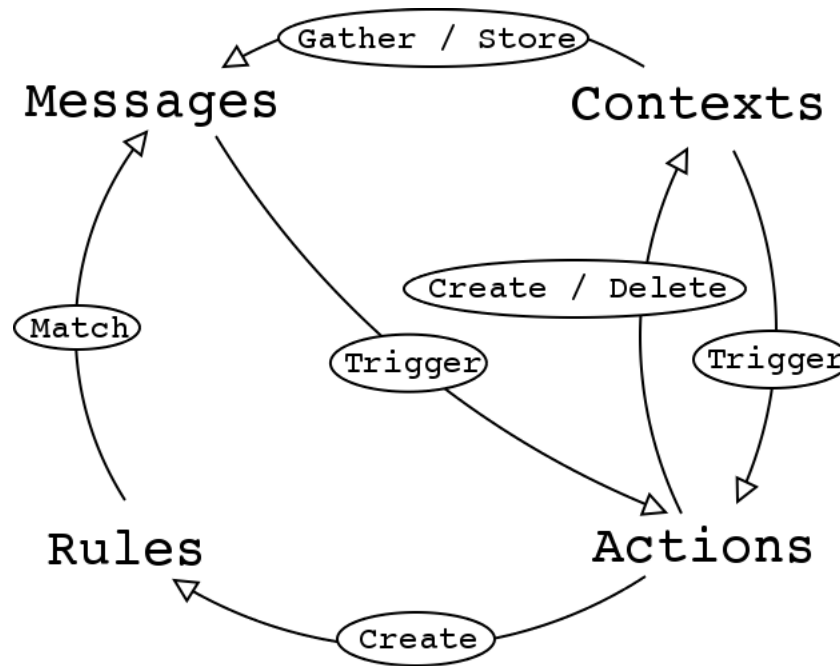 Gather / Store
Messages
Contexts
Create / Delete
Match
Trigger
Trigger
Rules
Actions
Create